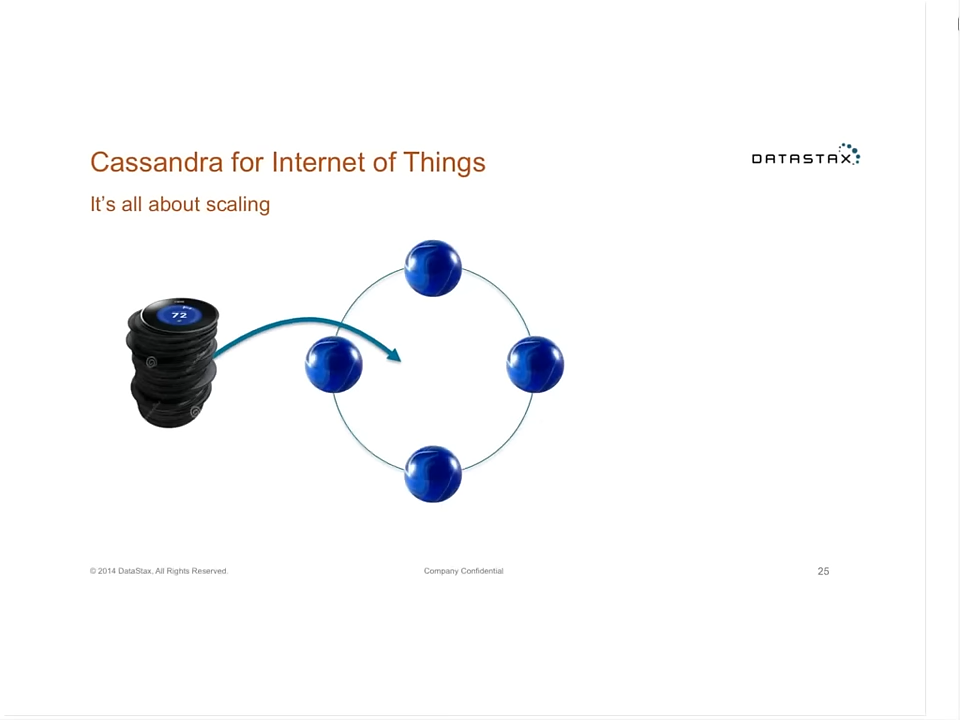 Cassandra for Internet of Things
DATASTAX
It's all about scaling
72
© 2014 DataStax, All Rights Reserved.
Company Confidential
25